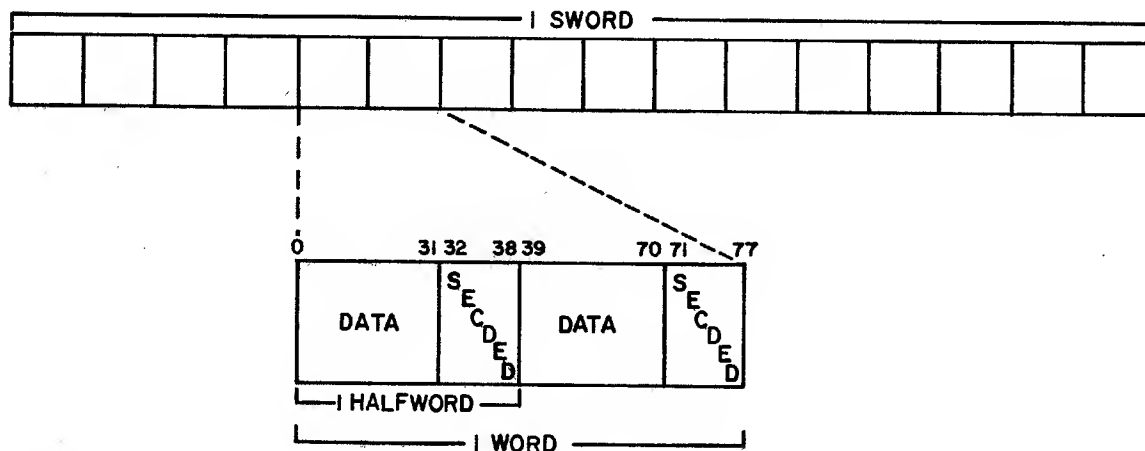 1 SWORD
0 31 32 38 39 70 71 77
DATA SECDED DATA SECDED
1 HALFWORD
1 WORD